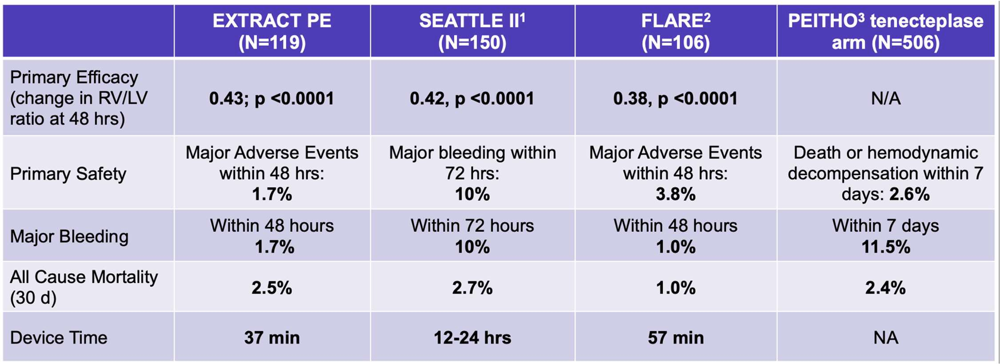 EXTRACT PE
(N=119)
SEATTLE II¹
(N=150)
FLARE²
(N=106)
PEITHO³ tenecteplase
arm (N=506)
Primary Efficacy
(change in RV/LV
ratio at 48 hrs)
0.43; p <0.0001
0.42, p <0.0001
0.38, p <0.0001
N/A
Primary Safety
Major Adverse Events
within 48 hrs:
1.7%
Major bleeding within
72 hrs:
10%
Major Adverse Events
within 48 hrs:
3.8%
Death or hemodynamic
decompensation within 7
days: 2.6%
Major Bleeding
Within 48 hours
1.7%
Within 72 hours
10%
Within 48 hours
1.0%
Within 7 days
11.5%
All Cause Mortality
(30 d)
2.5%
2.7%
1.0%
2.4%
Device Time
37 min
12-24 hrs
57 min
NA